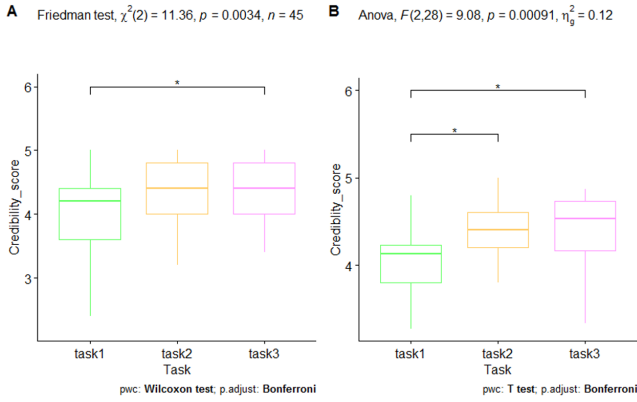 A Friedman test, χ²(2) = 11.36, p = 0.0034, n = 45
6
5
4
3
Credibility_score
task1 task2 task3
Task
*
pwc: Wilcoxon test; p.adjust: Bonferroni
B Anova, F(2,28) = 9.08, p = 0.00091, η²g = 0.12
6
5
4
Crediblity_score
task1 task2 task3
Task
*
*
pwc: T test; p.adjust: Bonferroni